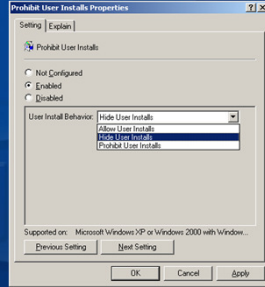 Prohibit User Installs Properties
Setting
Explain
Prohibit User Installs
Not Configured
Enabled
Disabled
User Install Behavior:
Hide User Installs
Allow User Installs
Hide User Installs
Prohibit User Installs
Supported on: Microsoft Windows XP or Windows 2000 with Window...
Previous Setting
Next Setting
OK
Cancel
Apply